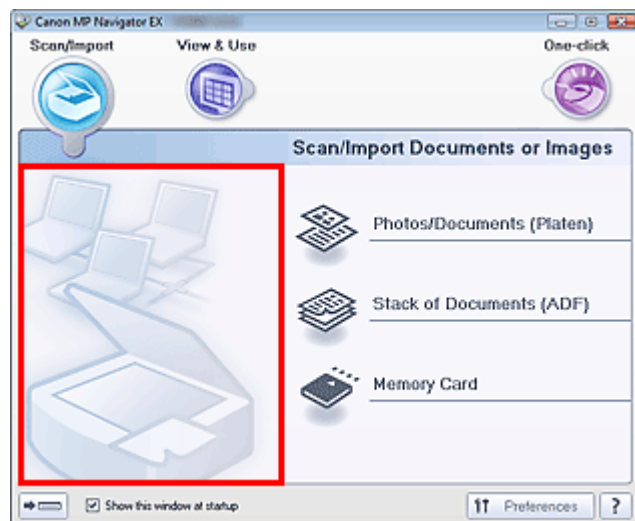 Canon MP Navigator EX
Scan/Import View & Use One-click
Scan/Import Documents or Images
Photos/Documents (Platen)
Stack of Documents (ADF)
Memory Card
Show this window at startup Preferences ?